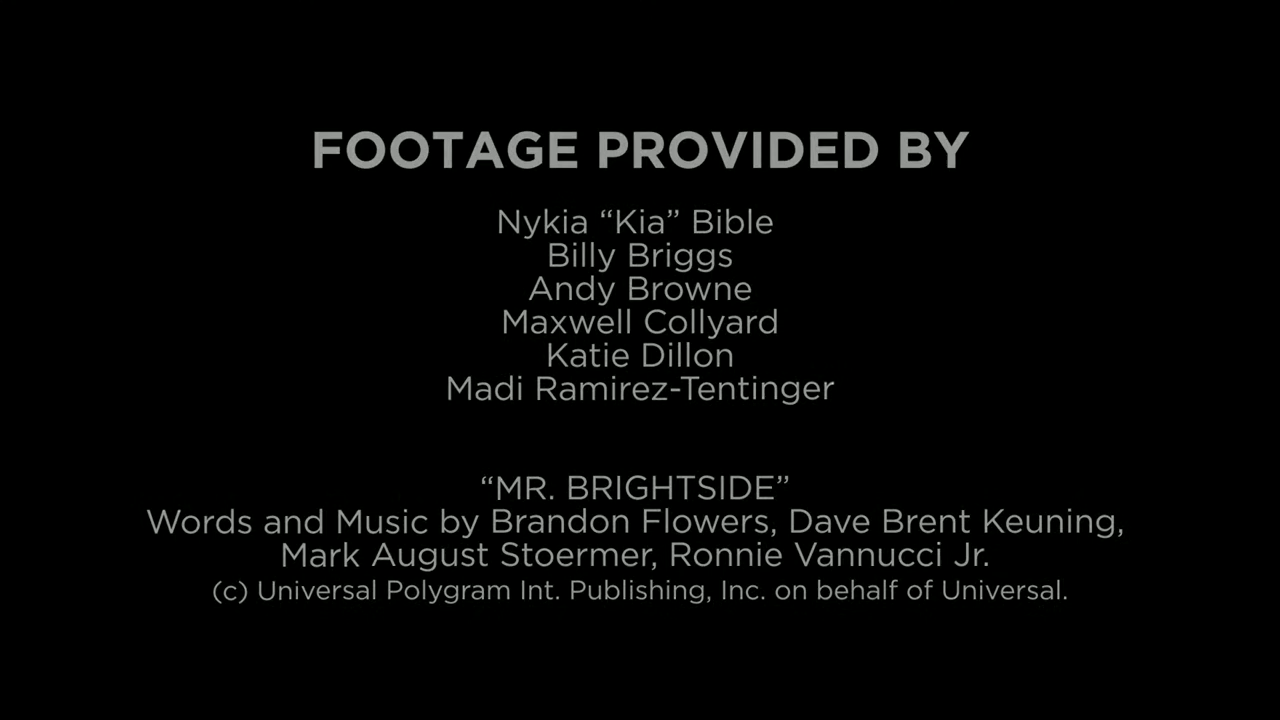 FOOTAGE PROVIDED BY
Nykia “Kia” Bible
Billy Briggs
Andy Browne
Maxwell Collyard
Katie Dillon
Madi Ramirez-Tentinger
“MR. BRIGHTSIDE”
Words and Music by Brandon Flowers, Dave Brent Keuning,
Mark August Stoermer, Ronnie Vannucci Jr.
(c) Universal Polygram Int. Publishing, Inc. on behalf of Universal.